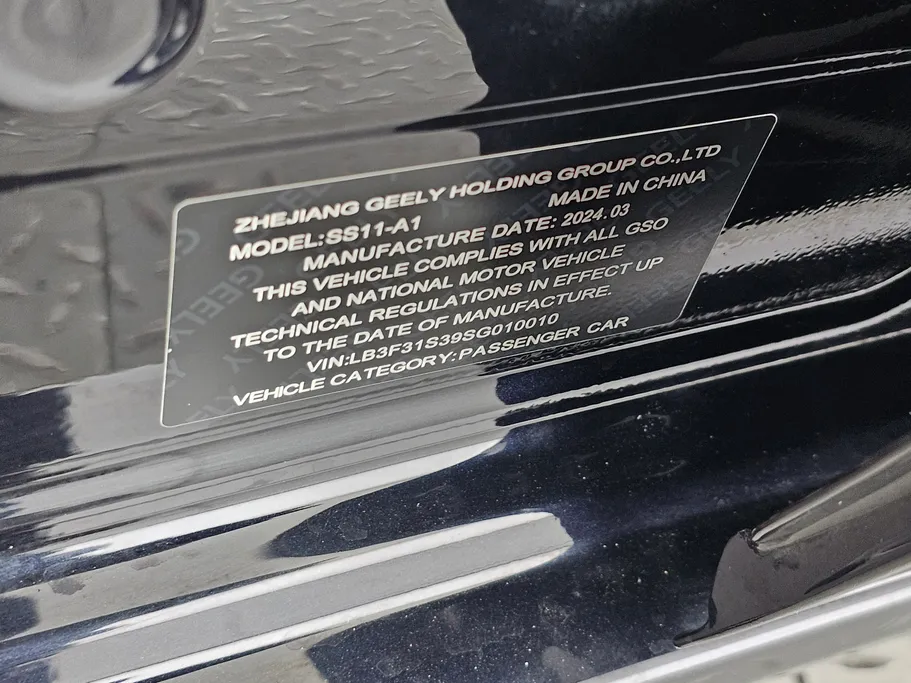 ZHEJIANG GEELY HOLDING GROUP CO.,LTD
MODEL:SS11-A1 MADE IN CHINA
MANUFACTURE DATE: 2024.03
THIS VEHICLE COMPLIES WITH ALL GSO
AND NATIONAL MOTOR VEHICLE
TECHNICAL REGULATIONS IN EFFECT UP
TO THE DATE OF MANUFACTURE.
VIN:LB3F31S39SG010010
VEHICLE CATEGORY:PASSENGER CAR